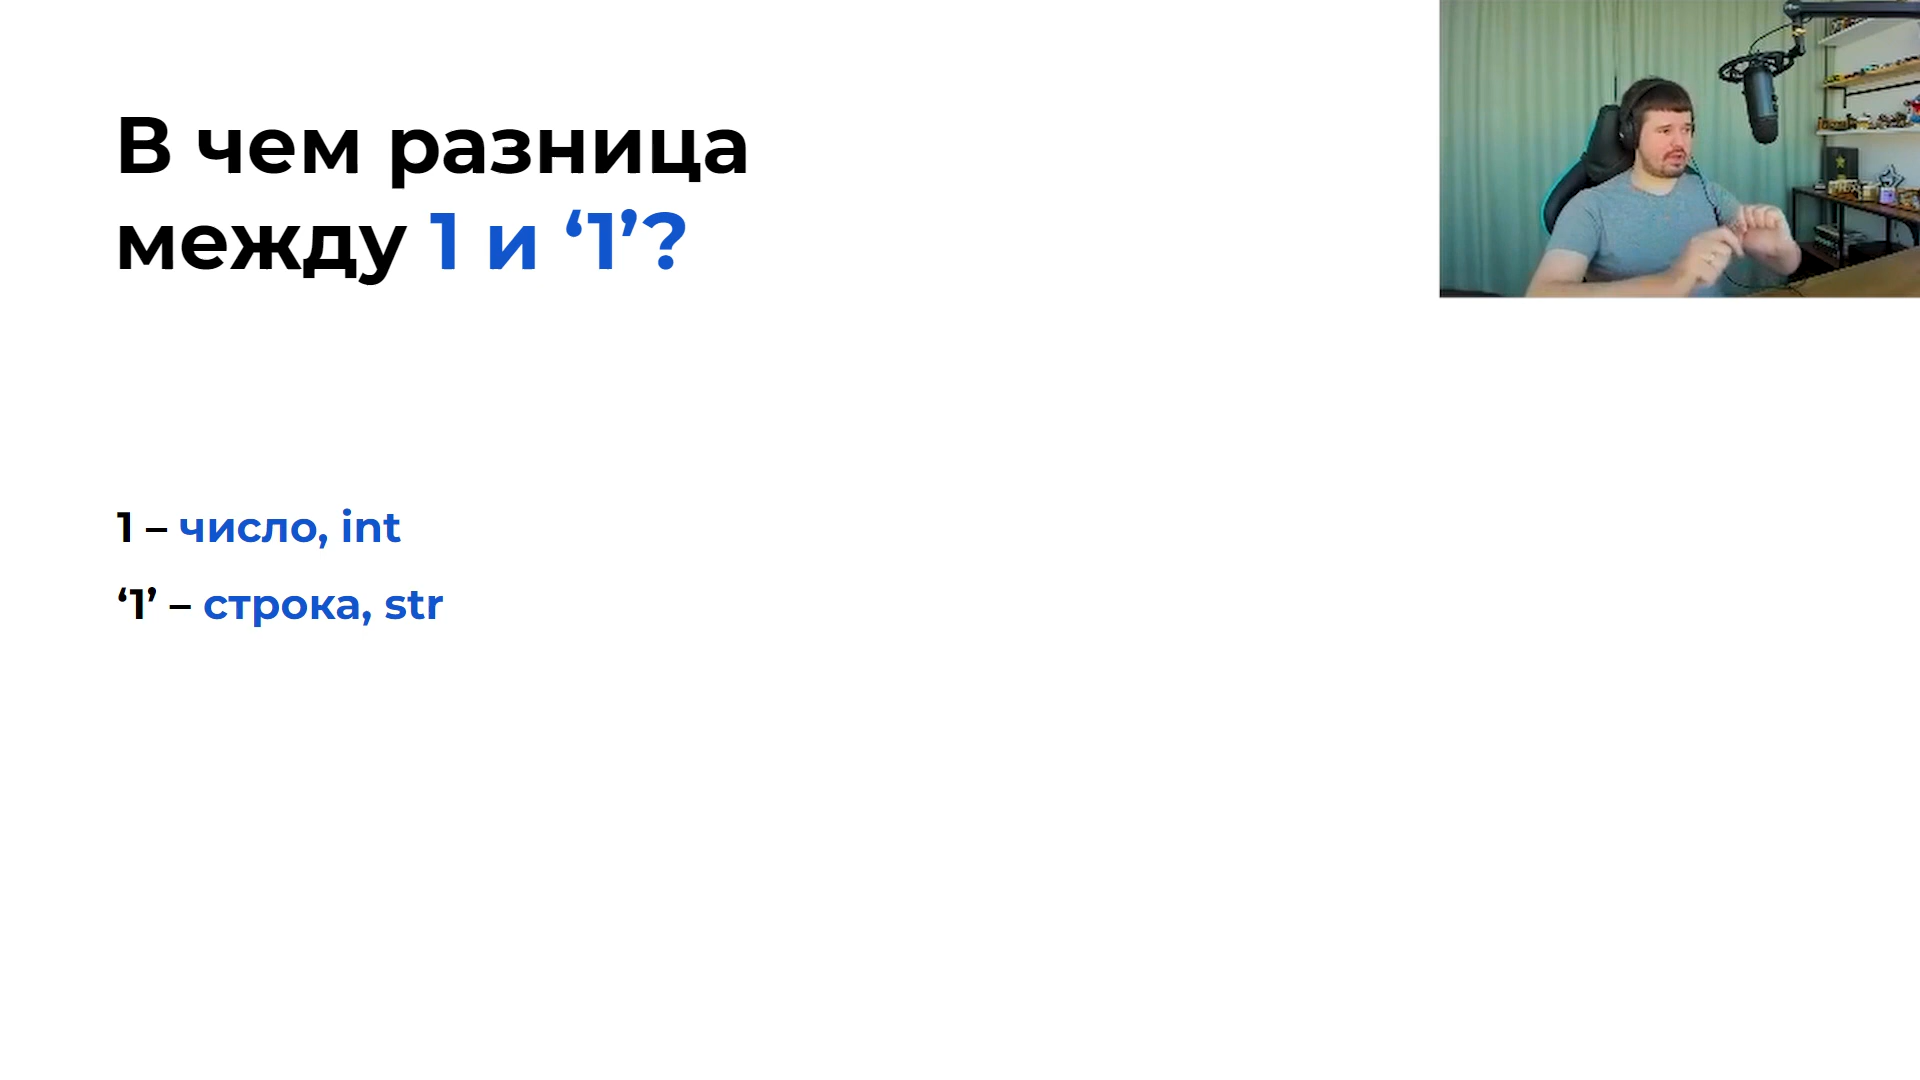 В чем разница
между 1 и ‘1’?
1 – число, int
‘1’ – строка, str